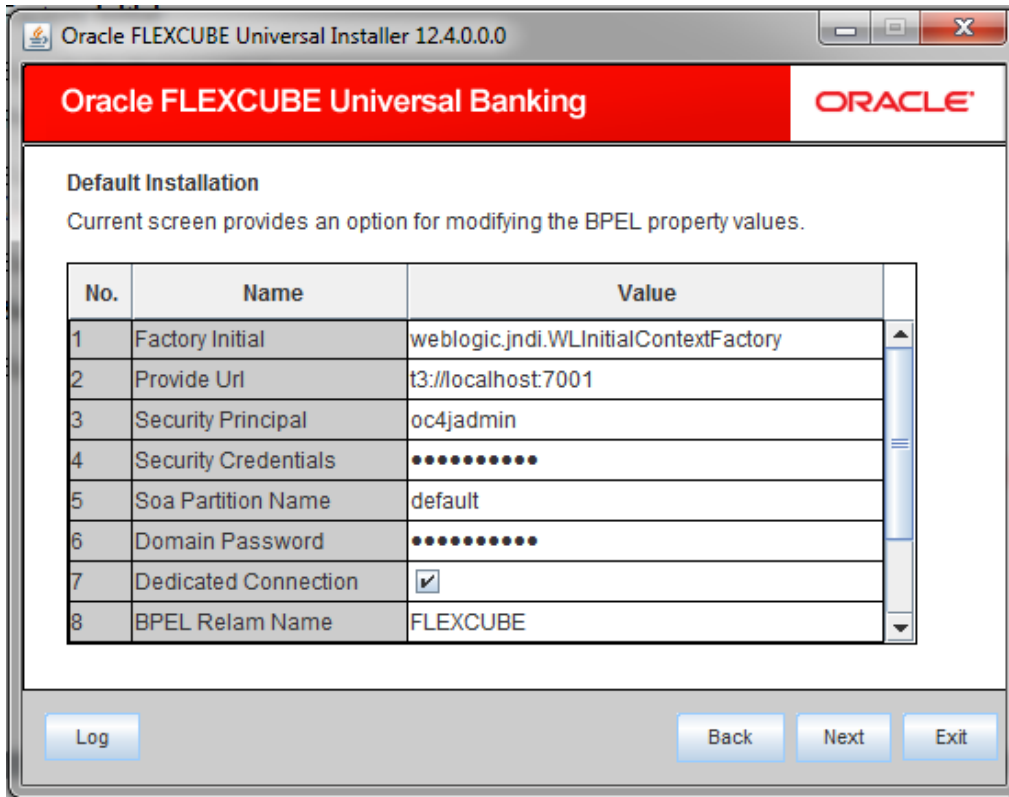 Oracle FLEXCUBE Universal Installer 12.4.0.0.0
Oracle FLEXCUBE Universal Banking
ORACLE
Default Installation
Current screen provides an option for modifying the BPEL property values.
No. Name Value
1 Factory Initial weblogic.jndi.WLInitialContextFactory
2 Provide Url t3://localhost:7001
3 Security Principal oc4jadmin
4 Security Credentials ●●●●●●●●●●
5 Soa Partition Name default
6 Domain Password ●●●●●●●●●●
7 Dedicated Connection
8 BPEL Relam Name FLEXCUBE
Log Back Next Exit